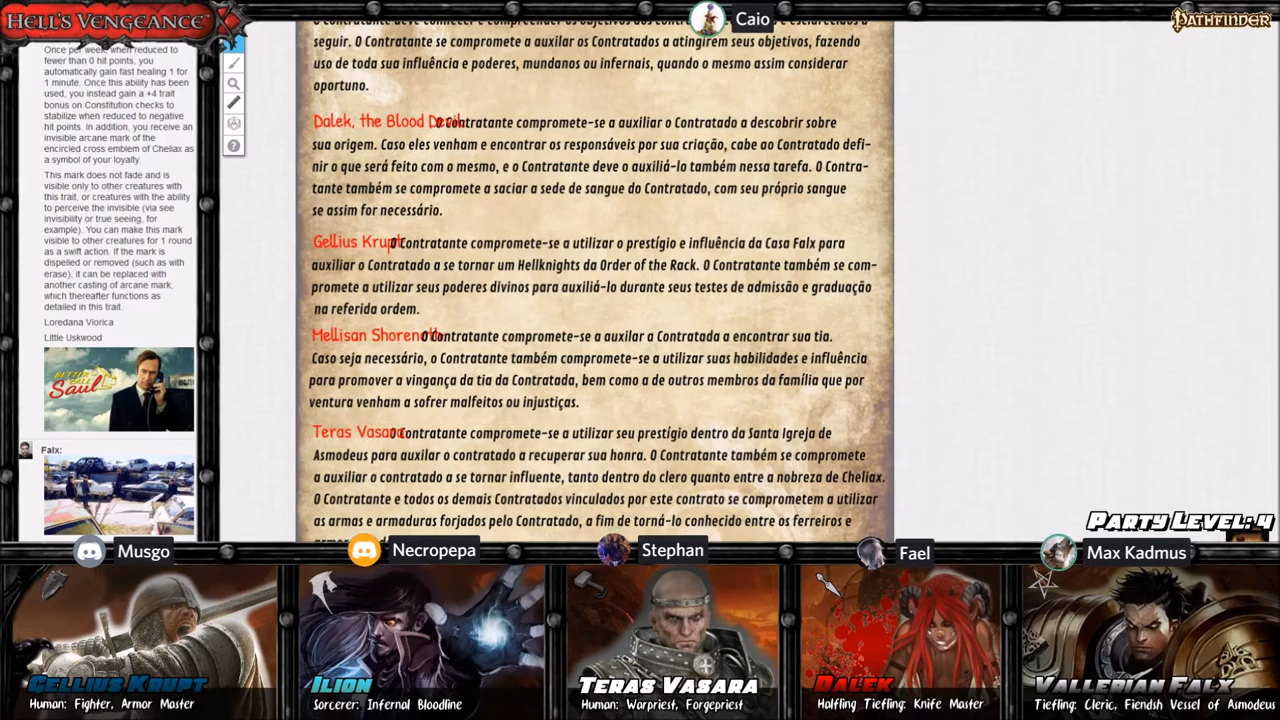 HELL'S VENGEANCE
Caio
PATHFINDER
Once per week, when reduced to
fewer than 0 hit points, you
automatically gain fast healing 1 for
1 minute. Once this ability has been
used, you instead gain a +4 trait
bonus on Constitution checks to
stabilize when reduced to negative
hit points. In addition, you receive an
invisible arcane mark of the
encircled cross emblem of Cheliax as
a symbol of your loyalty.
This mark does not fade and is
visible only to other creatures with
this trait, or creatures with the ability
to perceive the invisible (via see
invisibility or true seeing, for
example). You can make this mark
visible to other creatures for 1 round
as a swift action. If the mark is
dispelled or removed (such as with
erase), it can be replaced with
another casting of arcane mark,
which thereafter functions as
detailed in this trait.
Loredana Viorica
Little Uskwood
BETTER CALL Saul
Falx:
seguir. O Contratante se compromete a auxilar os Contratados a atingirem seus objetivos, fazendo
uso de toda sua influência e poderes, mundanos ou infernais, quando o mesmo assim considerar
oportuno.
Dalek, the Blood Devil: O Contratante compromete-se a auxiliar o Contratado a descobrir sobre
sua origem. Caso eles venham e encontrar os responsáveis por sua criação, cabe ao Contratado defi-
nir o que será feito com o mesmo, e o Contratante deve o auxiliá-lo também nessa tarefa. O Contra-
tante também se compromete a saciar a sede de sangue do Contratado, com seu próprio sangue
se assim for necessário.
Gellius Krupt: O Contratante compromete-se a utilizar o prestígio e influência da Casa Falx para
auxiliar o Contratado a se tornar um Hellknights da Order of the Rack. O Contratante também se com-
promete a utilizar seus poderes divinos para auxiliá-lo durante seus testes de admissão e graduação
na referida ordem.
Mellisan Shoreno O Contratante compromete-se a auxilar a Contratada a encontrar sua tia.
Caso seja necessário, o Contratante também compromete-se a utilizar suas habilidades e influência
para promover a vingança da tia da Contratada, bem como a de outros membros da família que por
ventura venham a sofrer malfeitos ou injustiças.
Teras Vasara: O Contratante compromete-se a utilizar seu prestígio dentro da Santa Igreja de
Asmodeus para auxilar o contratado a recuperar sua honra. O Contratante também se compromete
a auxiliar o contratado a se tornar influente, tanto dentro do clero quanto entre a nobreza de Cheliax.
O Contratante e todos os demais Contratados vinculados por este contrato se comprometem a utilizar
as armas e armaduras forjados pelo Contratado, a fim de torná-lo conhecido entre os ferreiros e
PARTY LEVEL: 4
Musgo
Necropepa
Stephan
Fael
Max Kadmus
GELLIUS KRUPT
Human: Fighter, Armor Master
ILION
Sorcerer: Infernal Bloodline
TERAS VASARA
Human: Warpriest, Forgepriest
DALEK
Halfling Tiefling: Knife Master
VALLERIAN FALX
Tiefling: Cleric, Fiendish Vessel of Asmodeus